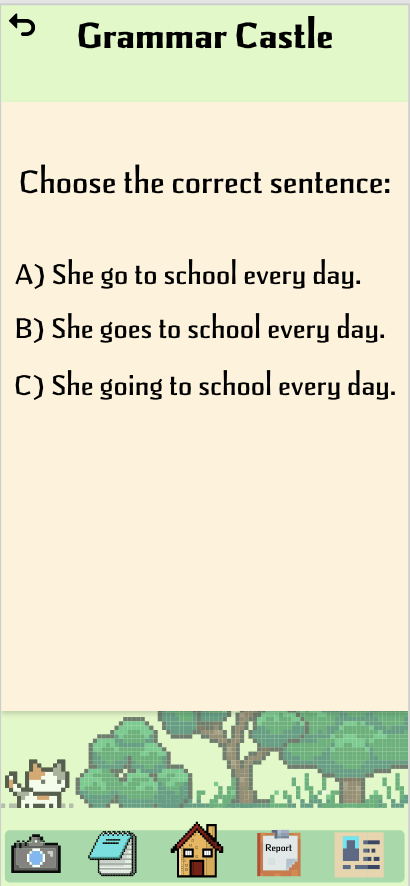 Grammar Castle
Choose the correct sentence:
A) She go to school every day.
B) She goes to school every day.
C) She going to school every day.
Report